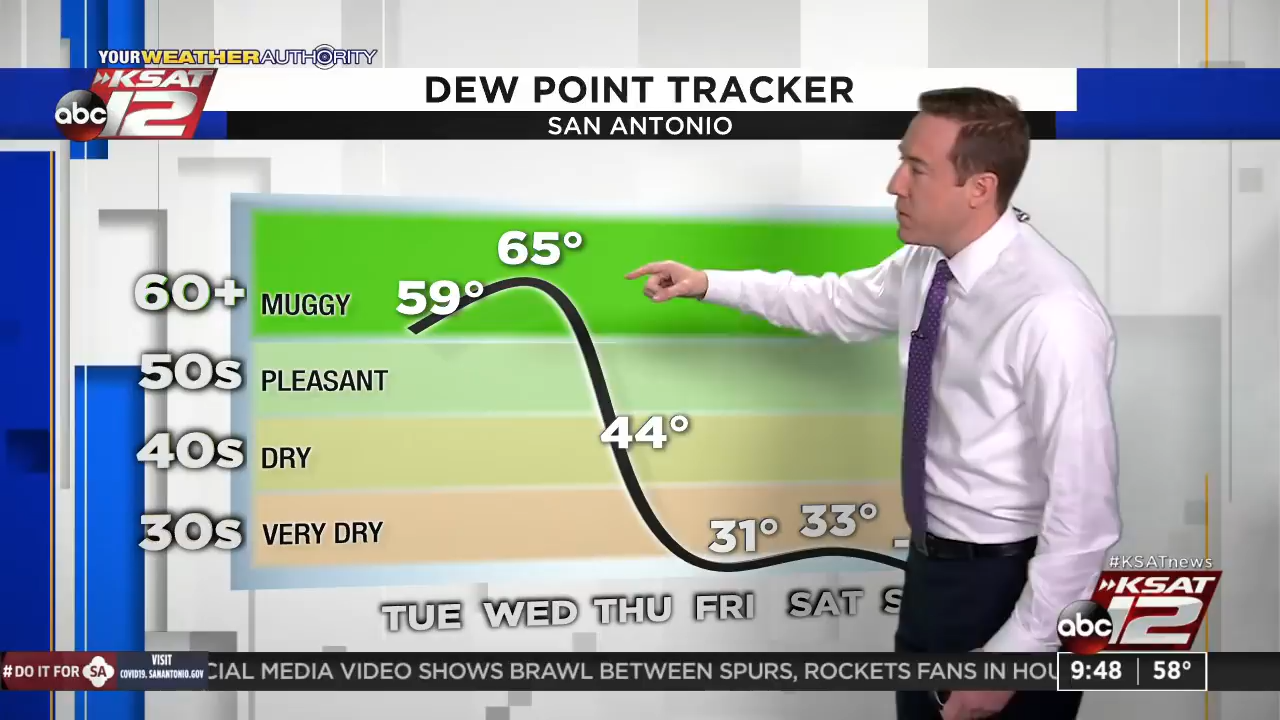 YOURWEATHERAUTHORITY
KSAT
abc 12
DEW POINT TRACKER
SAN ANTONIO
65°
60+ MUGGY 59°
50s PLEASANT
44°
40s DRY
30s VERY DRY 31° 33°
TUE WED THU FRI SAT S
#KSATnews
KSAT
abc 12
#DO IT FOR SA
VISIT
COVID19.SANANTONIO.GOV
CIAL MEDIA VIDEO SHOWS BRAWL BETWEEN SPURS, ROCKETS FANS IN HOU
9:48 58°